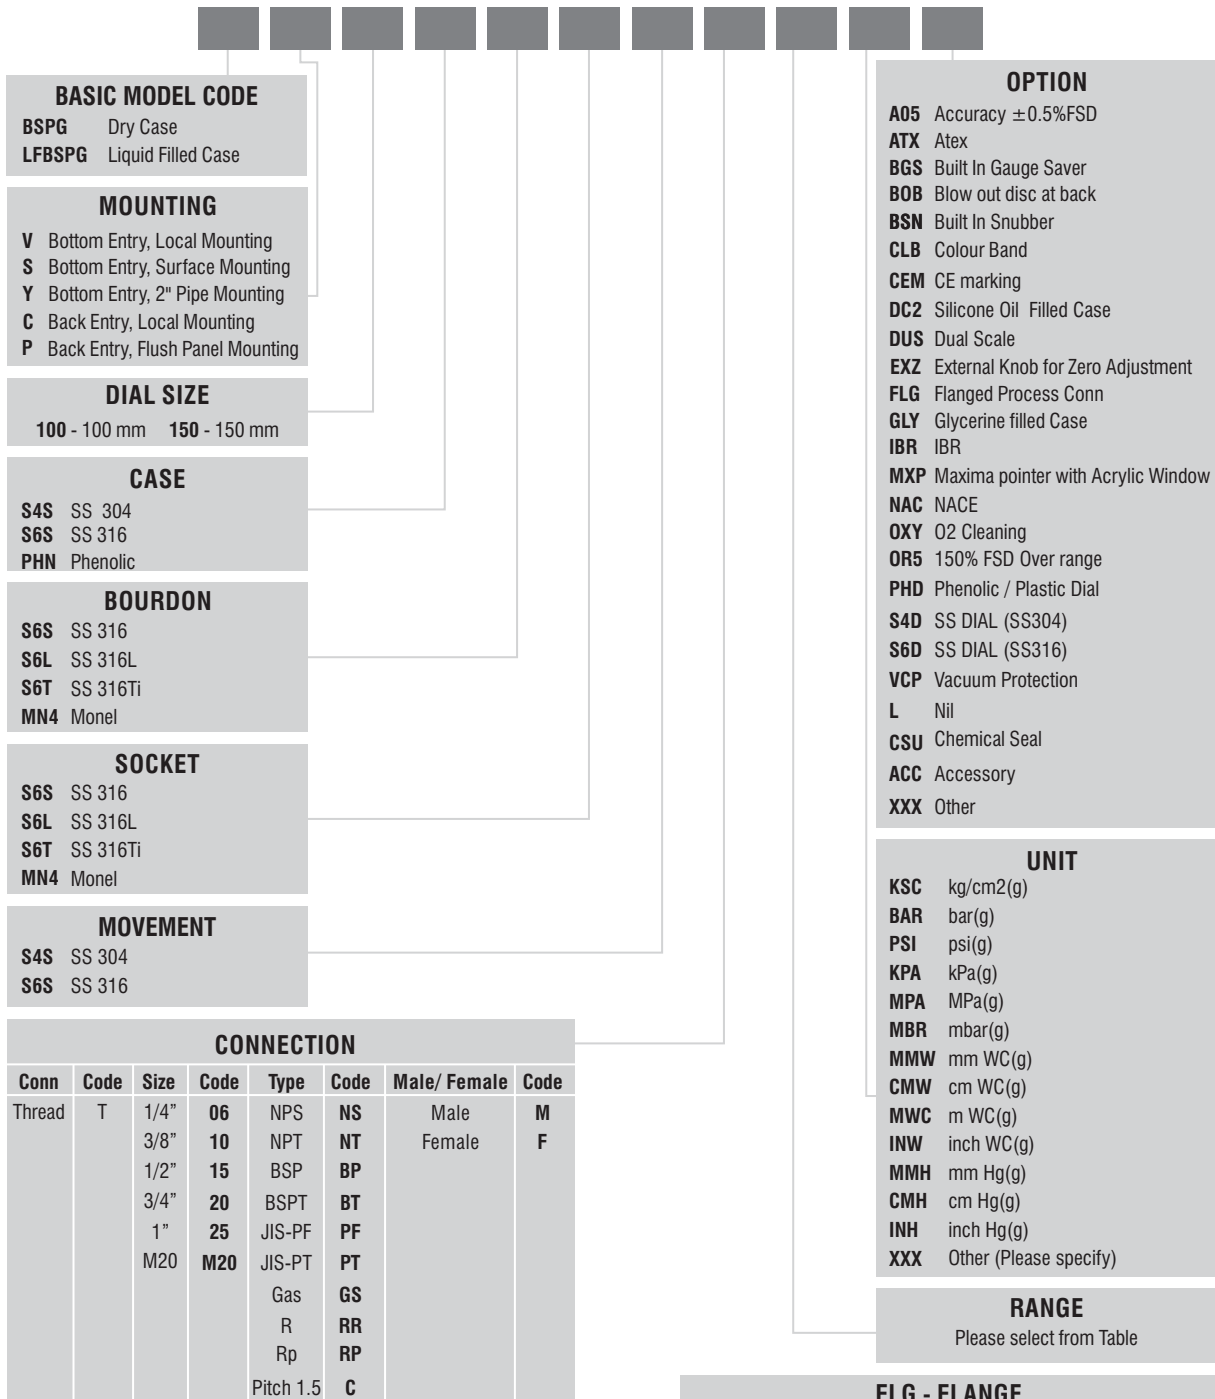 BASIC MODEL CODE
BSPG Dry Case
LFBSPG Liquid Filled Case
MOUNTING
V Bottom Entry, Local Mounting
S Bottom Entry, Surface Mounting
Y Bottom Entry, 2" Pipe Mounting
C Back Entry, Local Mounting
P Back Entry, Flush Panel Mounting
DIAL SIZE
100 - 100 mm 150 - 150 mm
CASE
S4S SS 304
S6S SS 316
PHN Phenolic
BOURDON
S6S SS 316
S6L SS 316L
S6T SS 316Ti
MN4 Monel
SOCKET
S6S SS 316
S6L SS 316L
S6T SS 316Ti
MN4 Monel
MOVEMENT
S4S SS 304
S6S SS 316
CONNECTION
Conn Code Size Code Type Code Male/ Female Code
Thread T 1/4” 06 NPS NS Male M
3/8” 10 NPT NT Female F
1/2” 15 BSP BP
3/4” 20 BSPT BT
1” 25 JIS-PF PF
M20 M20 JIS-PT PT
Gas GS
R RR
Rp RP
Pitch 1.5 C
OPTION
A05 Accuracy ±0.5%FSD
ATX Atex
BGS Built In Gauge Saver
BOB Blow out disc at back
BSN Built In Snubber
CLB Colour Band
CEM CE marking
DC2 Silicone Oil Filled Case
DUS Dual Scale
EXZ External Knob for Zero Adjustment
FLG Flanged Process Conn
GLY Glycerine filled Case
IBR IBR
MXP Maxima pointer with Acrylic Window
NAC NACE
OXY O2 Cleaning
OR5 150% FSD Over range
PHD Phenolic / Plastic Dial
S4D SS DIAL (SS304)
S6D SS DIAL (SS316)
VCP Vacuum Protection
L Nil
CSU Chemical Seal
ACC Accessory
XXX Other
UNIT
KSC kg/cm2(g)
BAR bar(g)
PSI psi(g)
KPA kPa(g)
MPA MPa(g)
MBR mbar(g)
MMW mm WC(g)
CMW cm WC(g)
MWC m WC(g)
INW inch WC(g)
MMH mm Hg(g)
CMH cm Hg(g)
INH inch Hg(g)
XXX Other (Please specify)
RANGE
Please select from Table
FLG - FLANGE